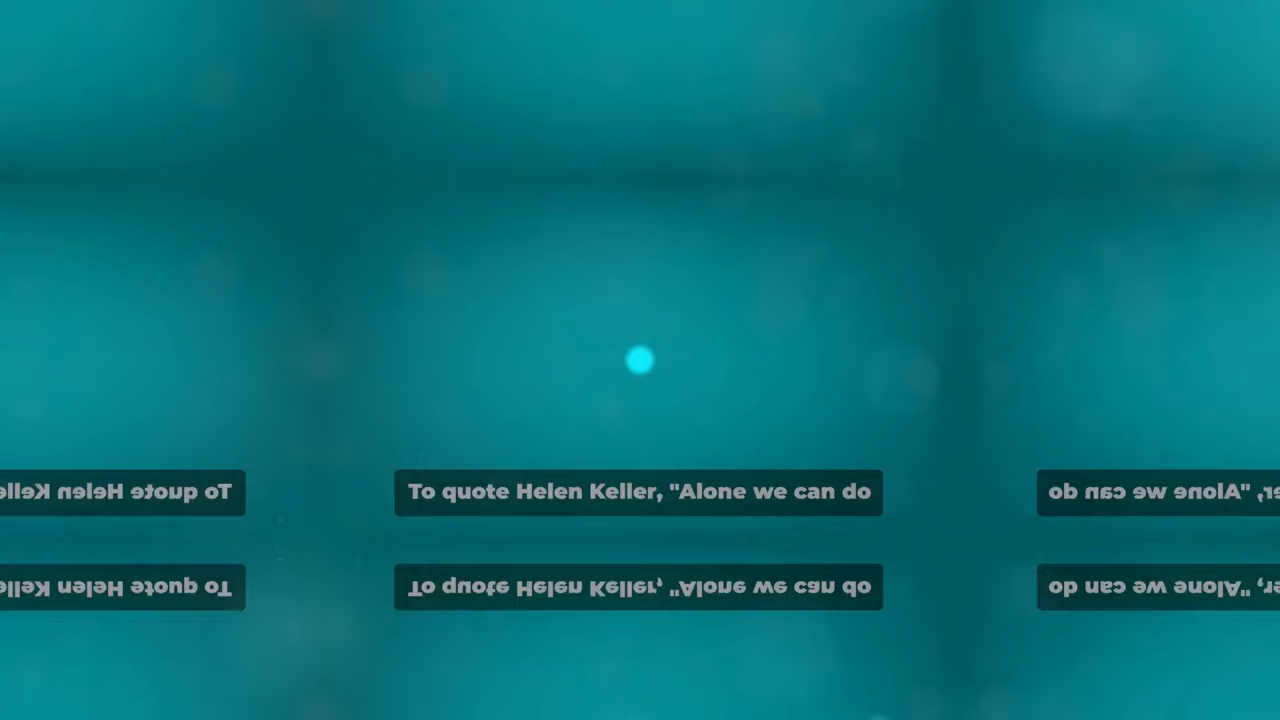 To quote Helen Keller, "Alone we can do
To quote Helen Keller, "Alone we can do
To quote Helen Kelle
er, "Alone we can do
To quote Helen Kelle
er, "Alone we can do